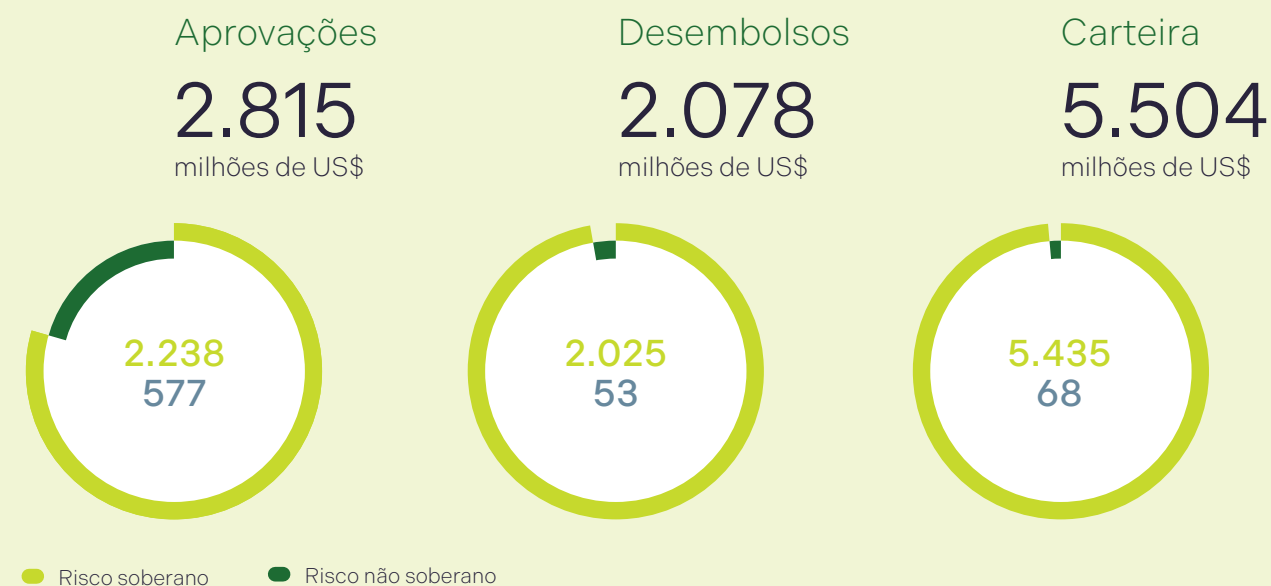 Aprovações
2.815
milhões de US$
2.238
577
Desembolsos
2.078
milhões de US$
2.025
53
Carteira
5.504
milhões de US$
5.435
68
Risco soberano
Risco não soberano